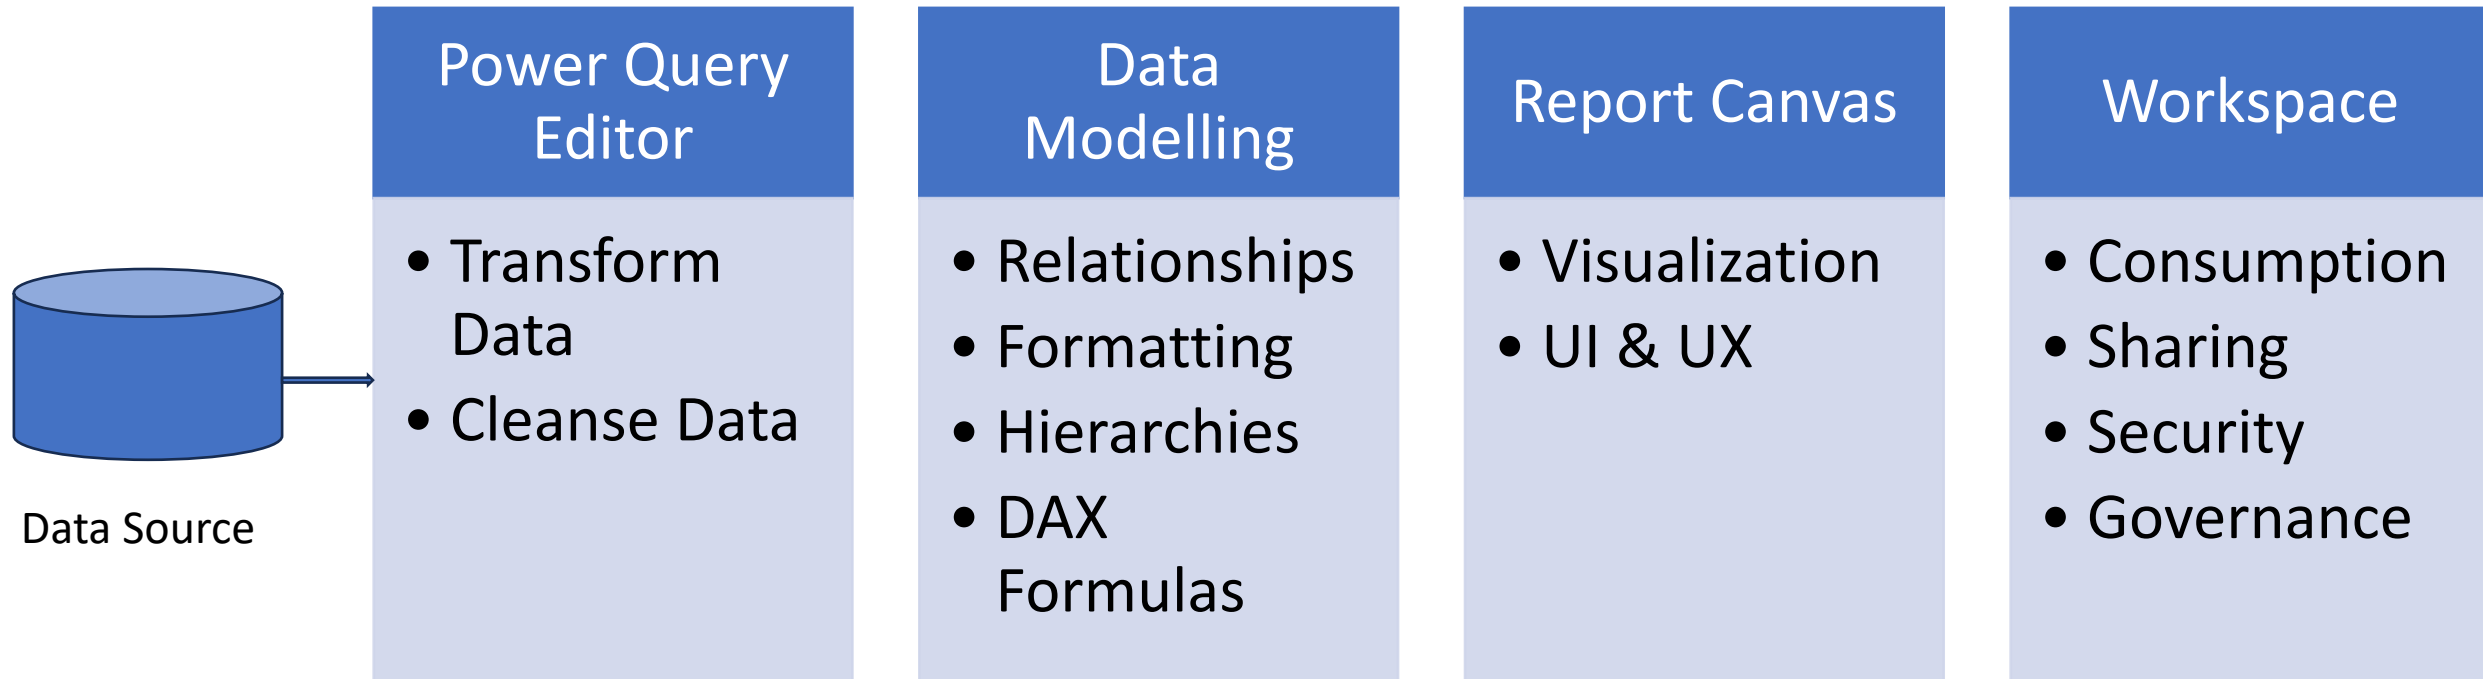 Data Source
Power Query
Editor
• Transform
Data
• Cleanse Data
Data
Modelling
• Relationships
• Formatting
• Hierarchies
• DAX
Formulas
Report Canvas
• Visualization
• UI & UX
Workspace
• Consumption
• Sharing
• Security
• Governance